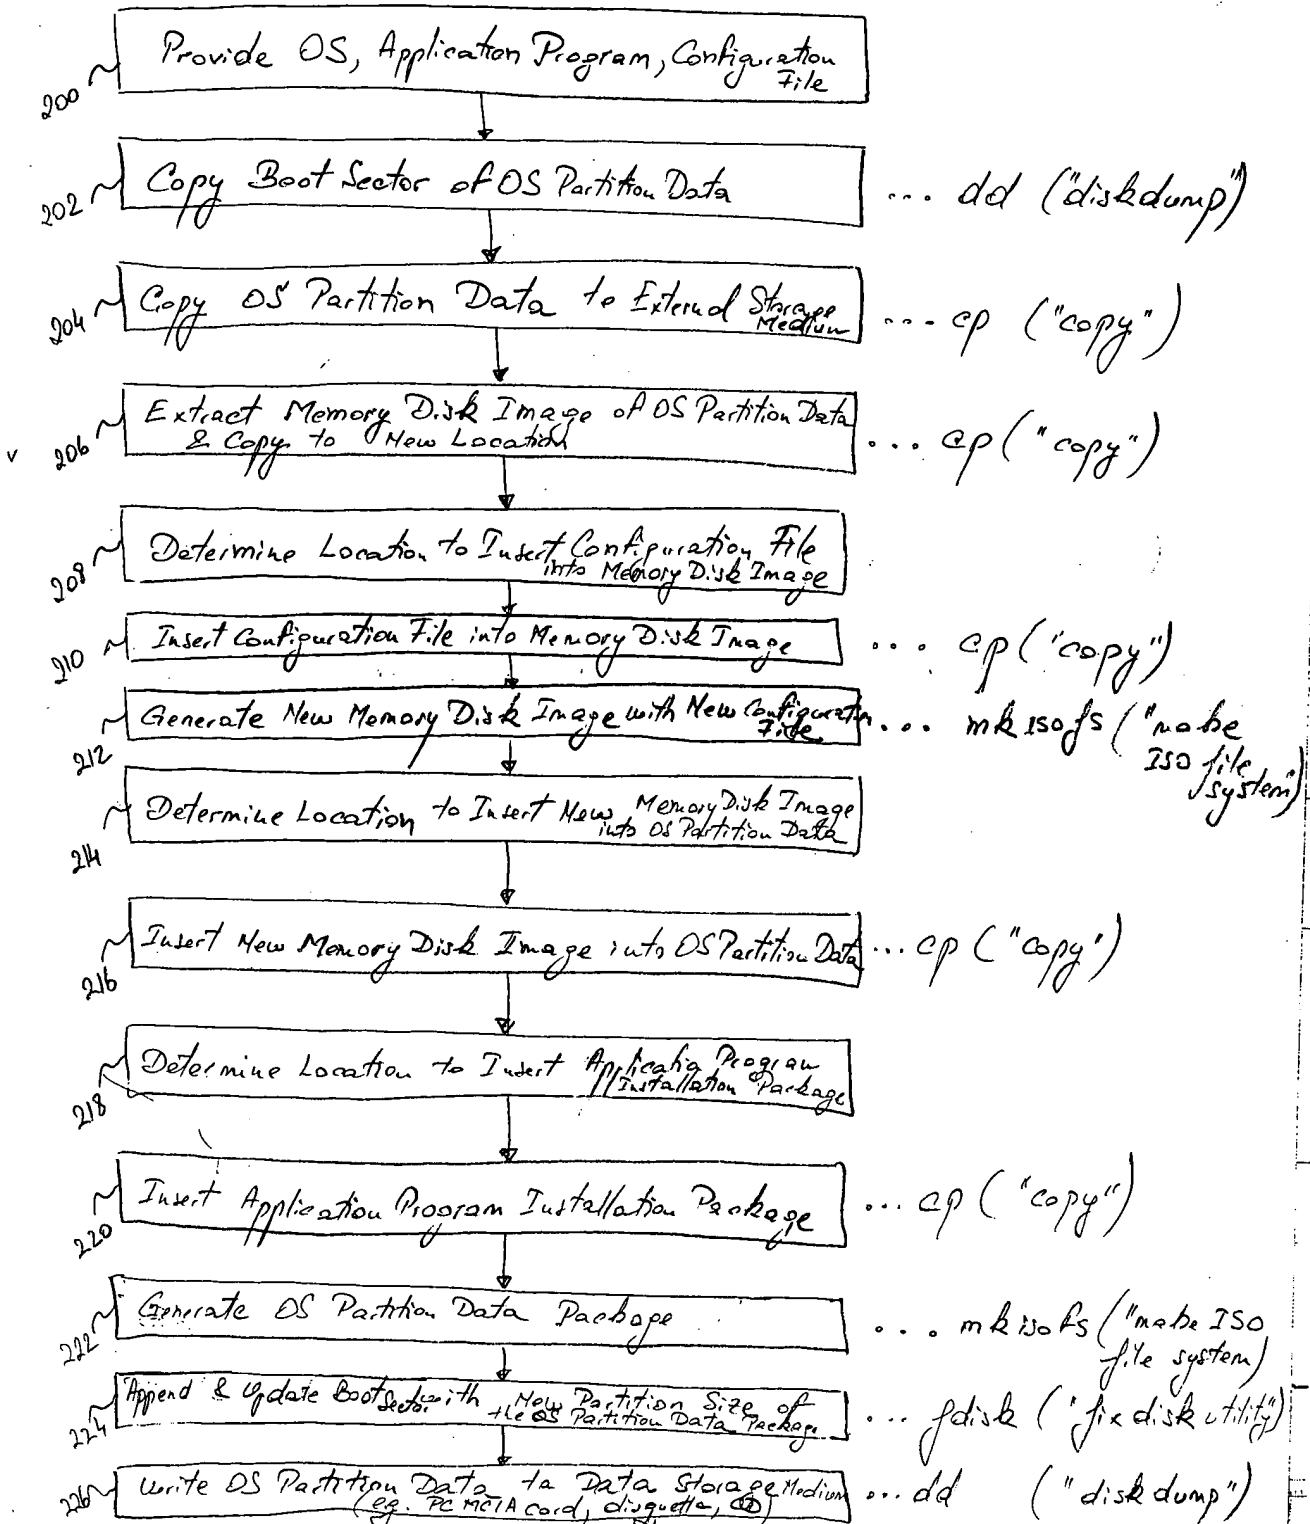 Provide OS, Application Program, Configuration
File
200
Copy Boot Sector of OS Partition Data
202
... dd ("diskdump")
Copy OS Partition Data to External Storage
Medium
204
... cp ("copy")
Extract Memory Disk Image of OS Partition Data
& Copy to New Location
206
... cp ("copy")
v
Determine Location to Insert Configuration File
into Memory Disk Image
208
Insert Configuration File into Memory Disk Image
210
... cp ("copy")
Generate New Memory Disk Image with New Configuration
File
212
... mkisofs ("make
ISO file
system")
Determine Location to Insert New Memory Disk Image
into OS Partition Data
214
Insert New Memory Disk Image into OS Partition Data
216
... cp ("copy")
Determine Location to Insert Applicatio Program
Installation Package
218
Insert Application Program Installation Package
220
... cp ("copy")
Generate OS Partition Data Package
222
... mkisofs ("make ISO
file system)
Append & Update Boot Sector with New Partition Size of
the OS Partition Data Package
224
... fdisk ("fix disk utility")
Write OS Partition Data to Data Storage Medium
(eg. PCMCIA card, disquette, CD)
226
... dd ("disk dump")